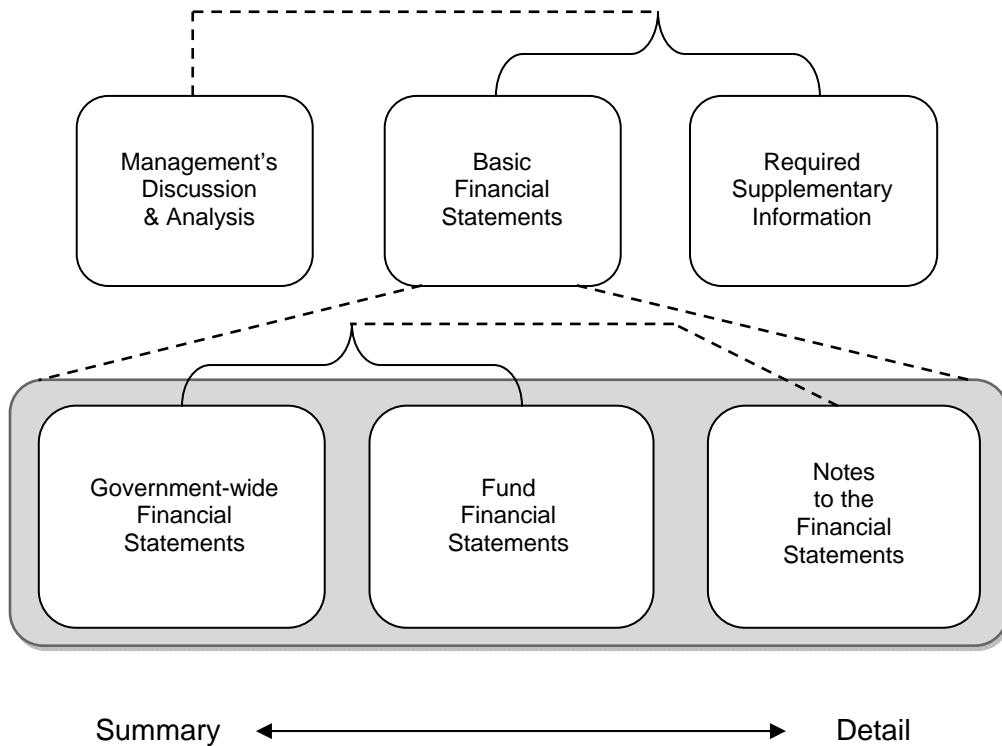 Management’s
Discussion
& Analysis
Basic
Financial
Statements
Required
Supplementary
Information
Government-wide
Financial
Statements
Fund
Financial
Statements
Notes
to the
Financial
Statements
Summary
Detail